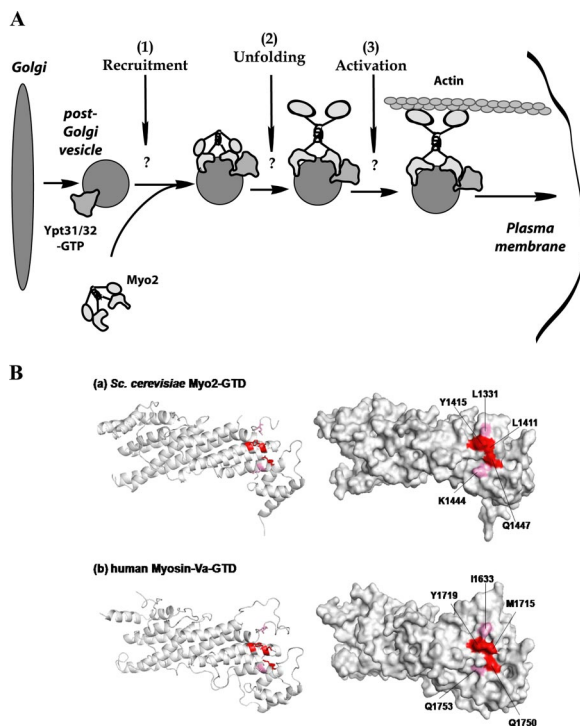 A
(1)
Recruitment
(2)
Unfolding
(3)
Activation
Golgi
post-
Golgi
vesicle
Actin
?
?
?
Ypt31/32
-GTP
Myo2
Plasma
membrane
B
(a) Sc. cerevisiae Myo2-GTD
L1331
Y1415
L1411
K1444
Q1447
(b) human Myosin-Va-GTD
I1633
Y1719
M1715
Q1753
Q1750